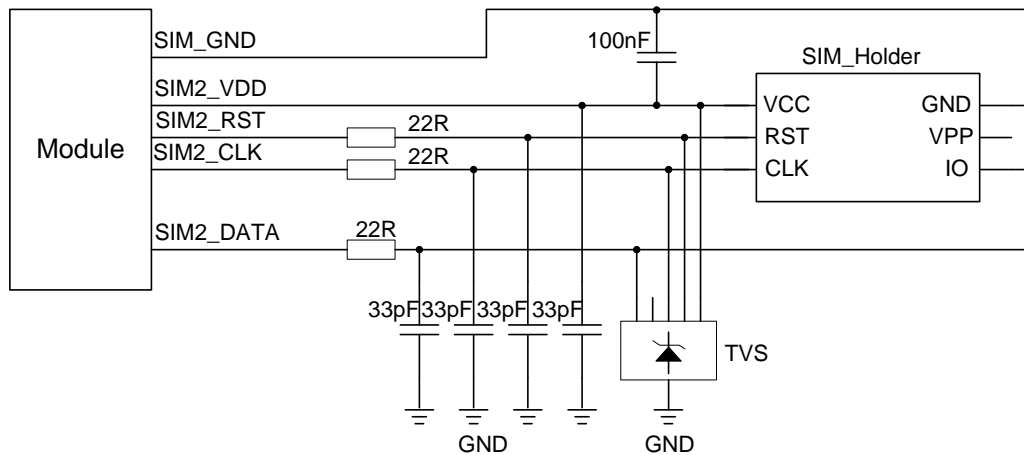 SIM_GND
100nF
SIM_Holder
SIM2_VDD
VCC
GND
SIM2_RST
22R
RST
VPP
Module
SIM2_CLK
22R
CLK
IO
SIM2_DATA
22R
33pF 33pF 33pF 33pF
TVS
GND
GND